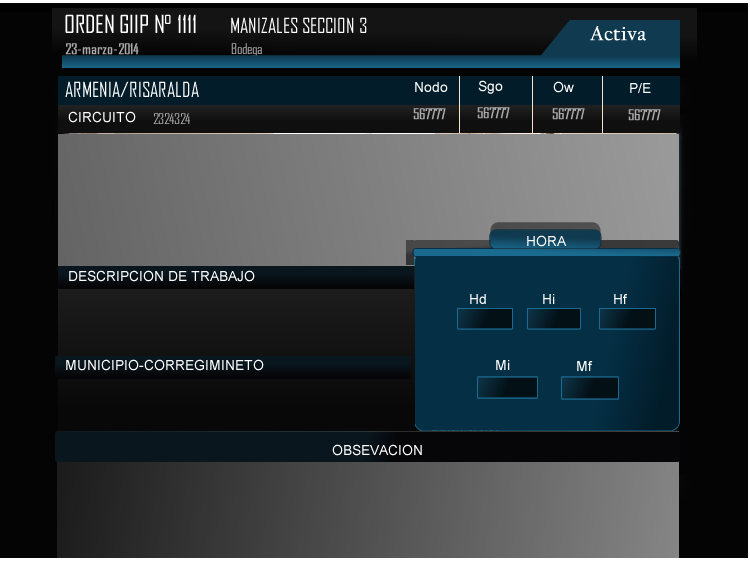 ORDEN GIIP Nº 1111 MANIZALES SECCION 3
Activa
23-marzo-2014 Bodega
ARMENIA/RISARALDA Nodo Sgo Ow P/E
CIRCUITO 2324324 567777 567777 567777 567777
HORA
DESCRIPCION DE TRABAJO
Hd Hi Hf
MUNICIPIO-CORREGIMINETO
Mi Mf
OBSEVACION